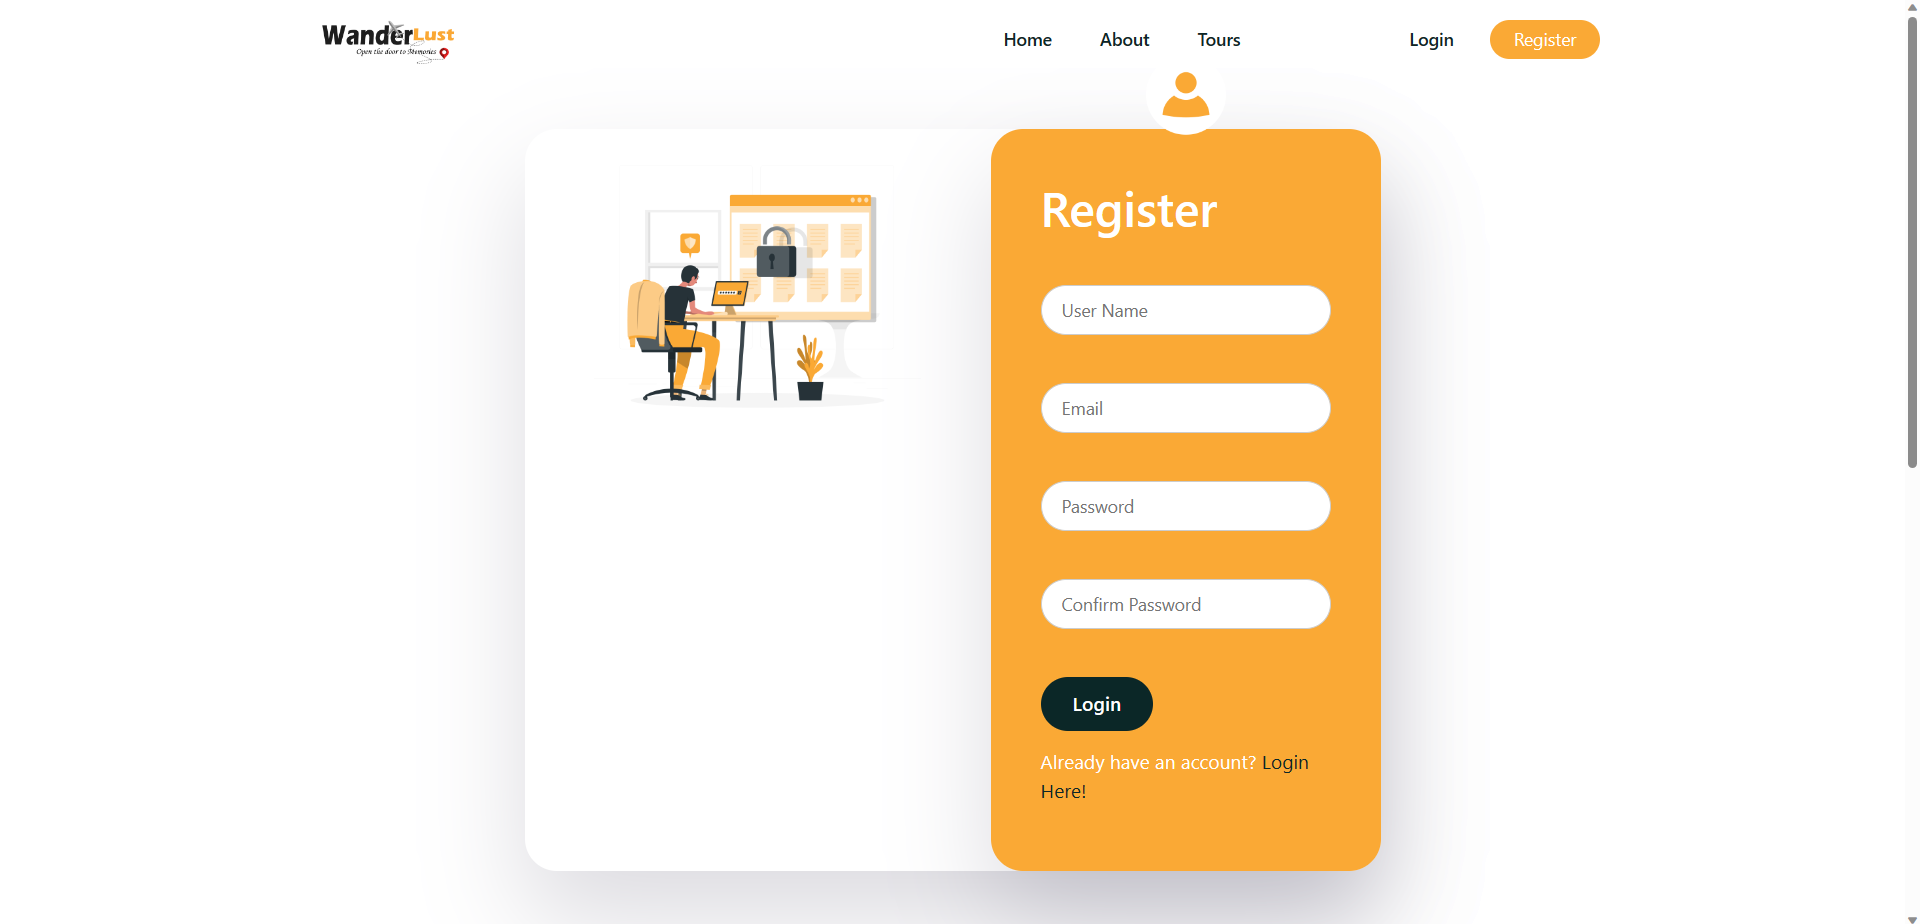 WanderLust
Open the door to Memories
Home
About
Tours
Login
Register
Register
User Name
Email
Password
Confirm Password
Login
Already have an account? Login
Here!